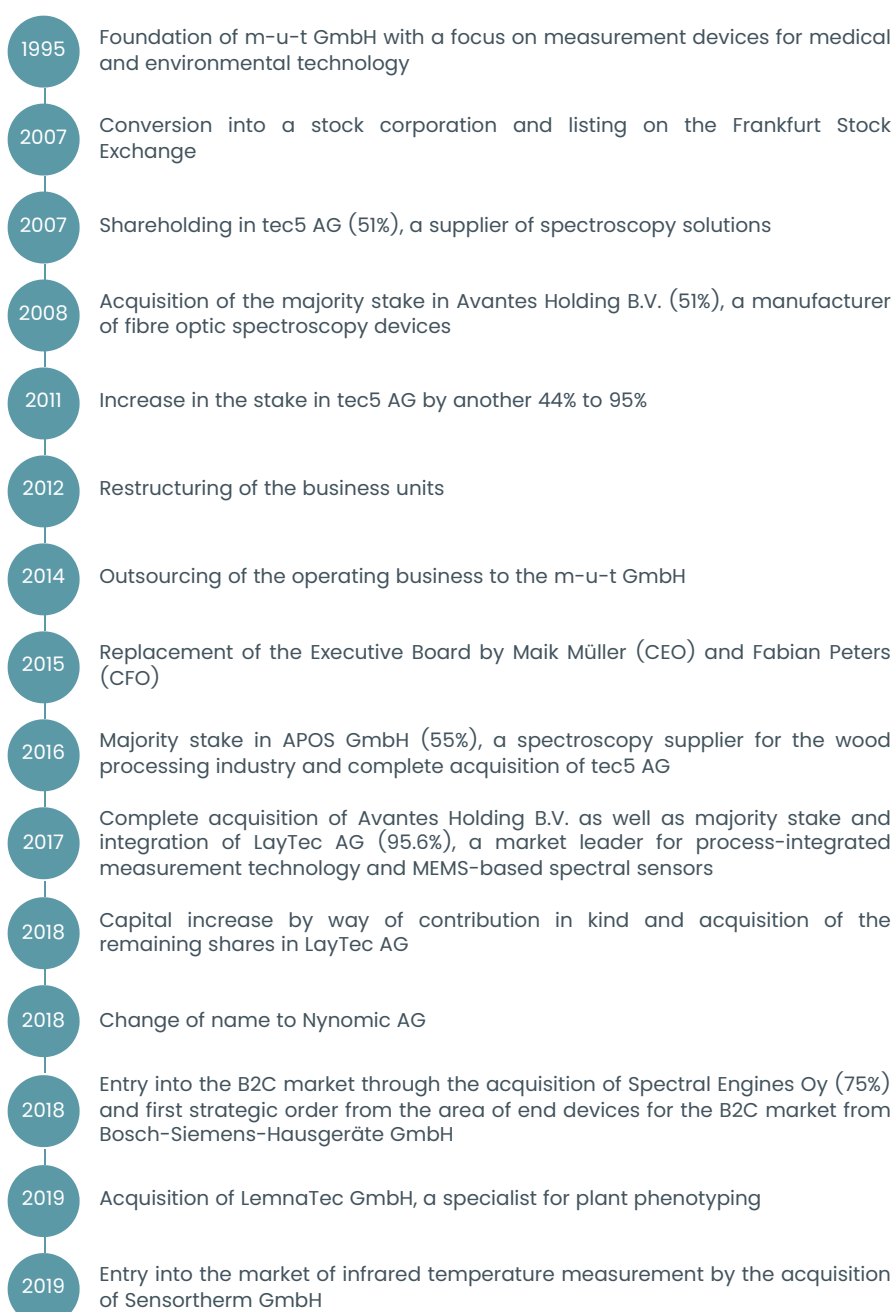 1995
Foundation of m-u-t GmbH with a focus on measurement devices for medical
and environmental technology
2007
Conversion into a stock corporation and listing on the Frankfurt Stock
Exchange
2007
Shareholding in tec5 AG (51%), a supplier of spectroscopy solutions
2008
Acquisition of the majority stake in Avantes Holding B.V. (51%), a manufacturer
of fibre optic spectroscopy devices
2011
Increase in the stake in tec5 AG by another 44% to 95%
2012
Restructuring of the business units
2014
Outsourcing of the operating business to the m-u-t GmbH
2015
Replacement of the Executive Board by Maik Müller (CEO) and Fabian Peters
(CFO)
2016
Majority stake in APOS GmbH (55%), a spectroscopy supplier for the wood
processing industry and complete acquisition of tec5 AG
2017
Complete acquisition of Avantes Holding B.V. as well as majority stake and
integration of LayTec AG (95.6%), a market leader for process-integrated
measurement technology and MEMS-based spectral sensors
2018
Capital increase by way of contribution in kind and acquisition of the
remaining shares in LayTec AG
2018
Change of name to Nynomic AG
2018
Entry into the B2C market through the acquisition of Spectral Engines Oy (75%)
and first strategic order from the area of end devices for the B2C market from
Bosch-Siemens-Hausgeräte GmbH
2019
Acquisition of LemnaTec GmbH, a specialist for plant phenotyping
2019
Entry into the market of infrared temperature measurement by the acquisition
of Sensortherm GmbH